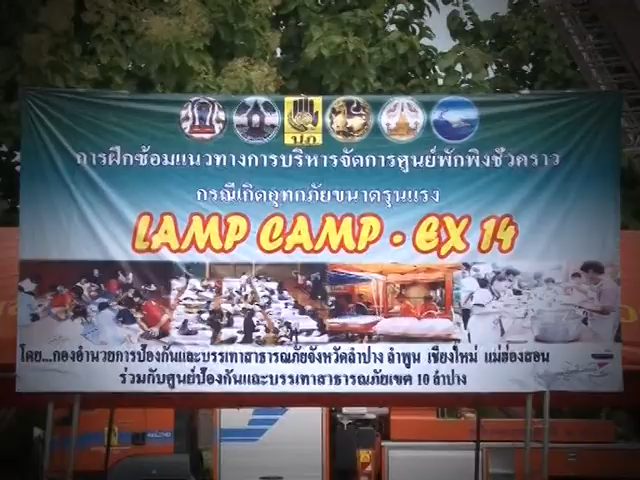 ปภ.
การฝึกซ้อมแนวทางการบริหารจัดการศูนย์พักพิงชั่วคราว
กรณีเกิดอุทกภัยขนาดรุนแรง
LAMP CAMP - EX 14
โดย...กองอำนวยการป้องกันและบรรเทาสาธารณภัยจังหวัดลำปาง ลำพูน เชียงใหม่ แม่ฮ่องสอน
ร่วมกับศูนย์ป้องกันและบรรเทาสาธารณภัยเขต 10 ลำปาง